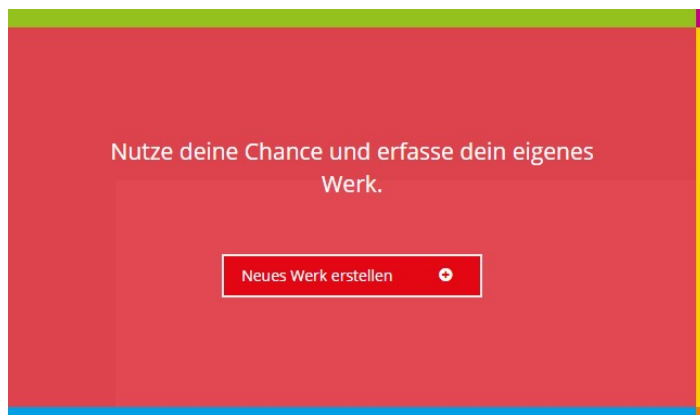 Nutze deine Chance und erfasse dein eigenes
Werk.
Neues Werk erstellen